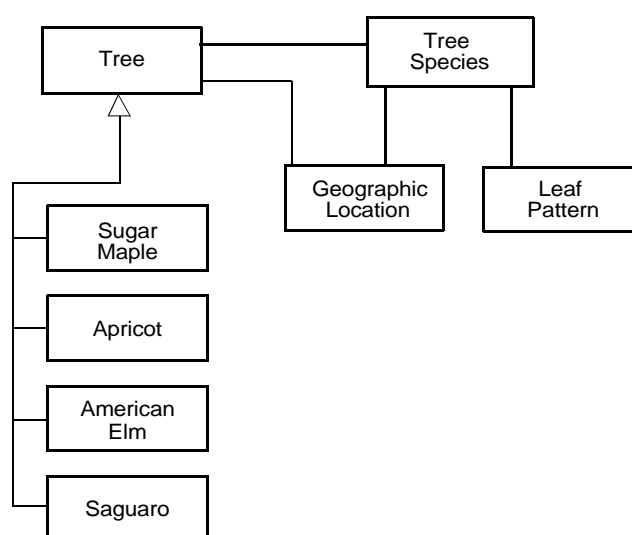 Tree
Tree
Species
Geographic
Location
Leaf
Pattern
Sugar
Maple
Apricot
American
Elm
Saguaro